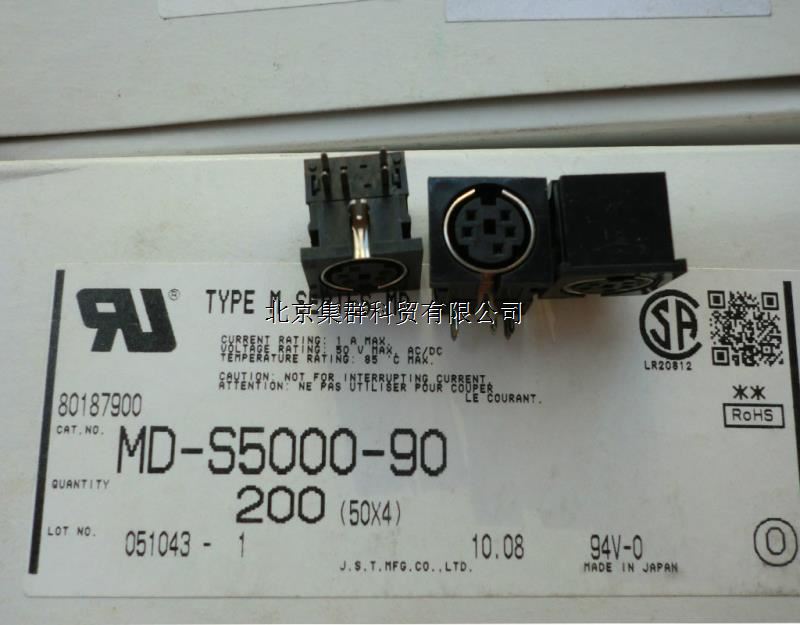 TYPE M SE
北京集群科贸有限公司
CURRENT RATING: 1 A MAX.
VOLTAGE RATING: 50 V MAX. AC/DC
TEMPERATURE RATING: 85 °C MAX.
CAUTION: NOT FOR INTERRUPTING CURRENT.
ATTENTION: NE PAS UTILISER POUR COUPER
LE COURANT.
LR20812
80187900
**
RoHS
CAT.NO. MD-S5000-90
QUANTITY 200 (50X4)
LOT NO. 051043 - 1 10.08 94V-0
J.S.T.MFG.CO.,LTD. MADE IN JAPAN
O